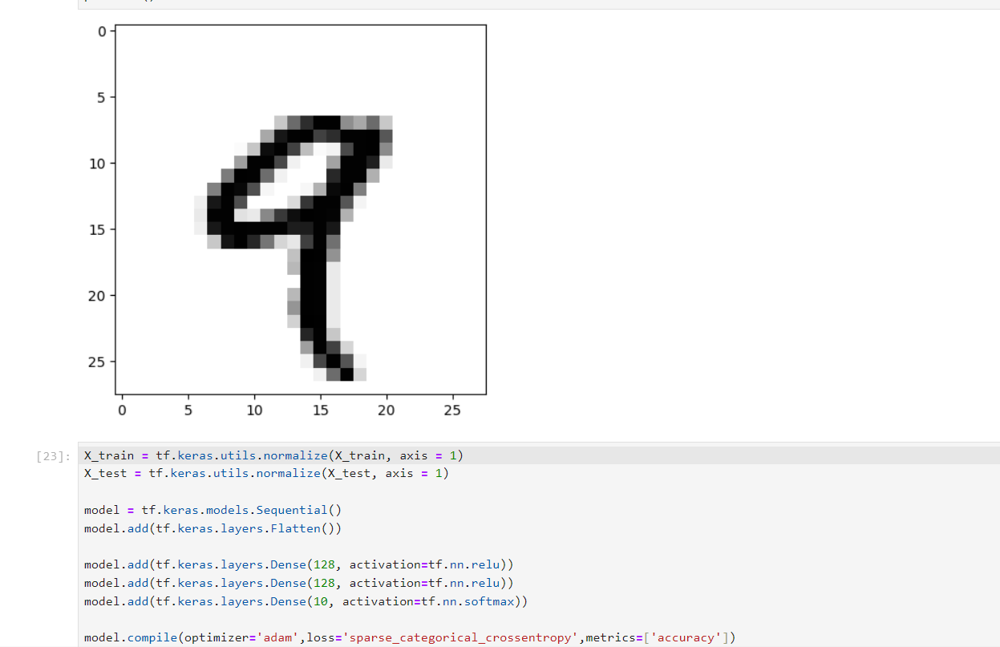 0
5
10
15
20
25
0 5 10 15 20 25
9
[23]:
X_train = tf.keras.utils.normalize(X_train, axis = 1)
X_test = tf.keras.utils.normalize(X_test, axis = 1)
model = tf.keras.models.Sequential()
model.add(tf.keras.layers.Flatten())
model.add(tf.keras.layers.Dense(128, activation=tf.nn.relu))
model.add(tf.keras.layers.Dense(128, activation=tf.nn.relu))
model.add(tf.keras.layers.Dense(10, activation=tf.nn.softmax))
model.compile(optimizer='adam',loss='sparse_categorical_crossentropy',metrics=['accuracy'])